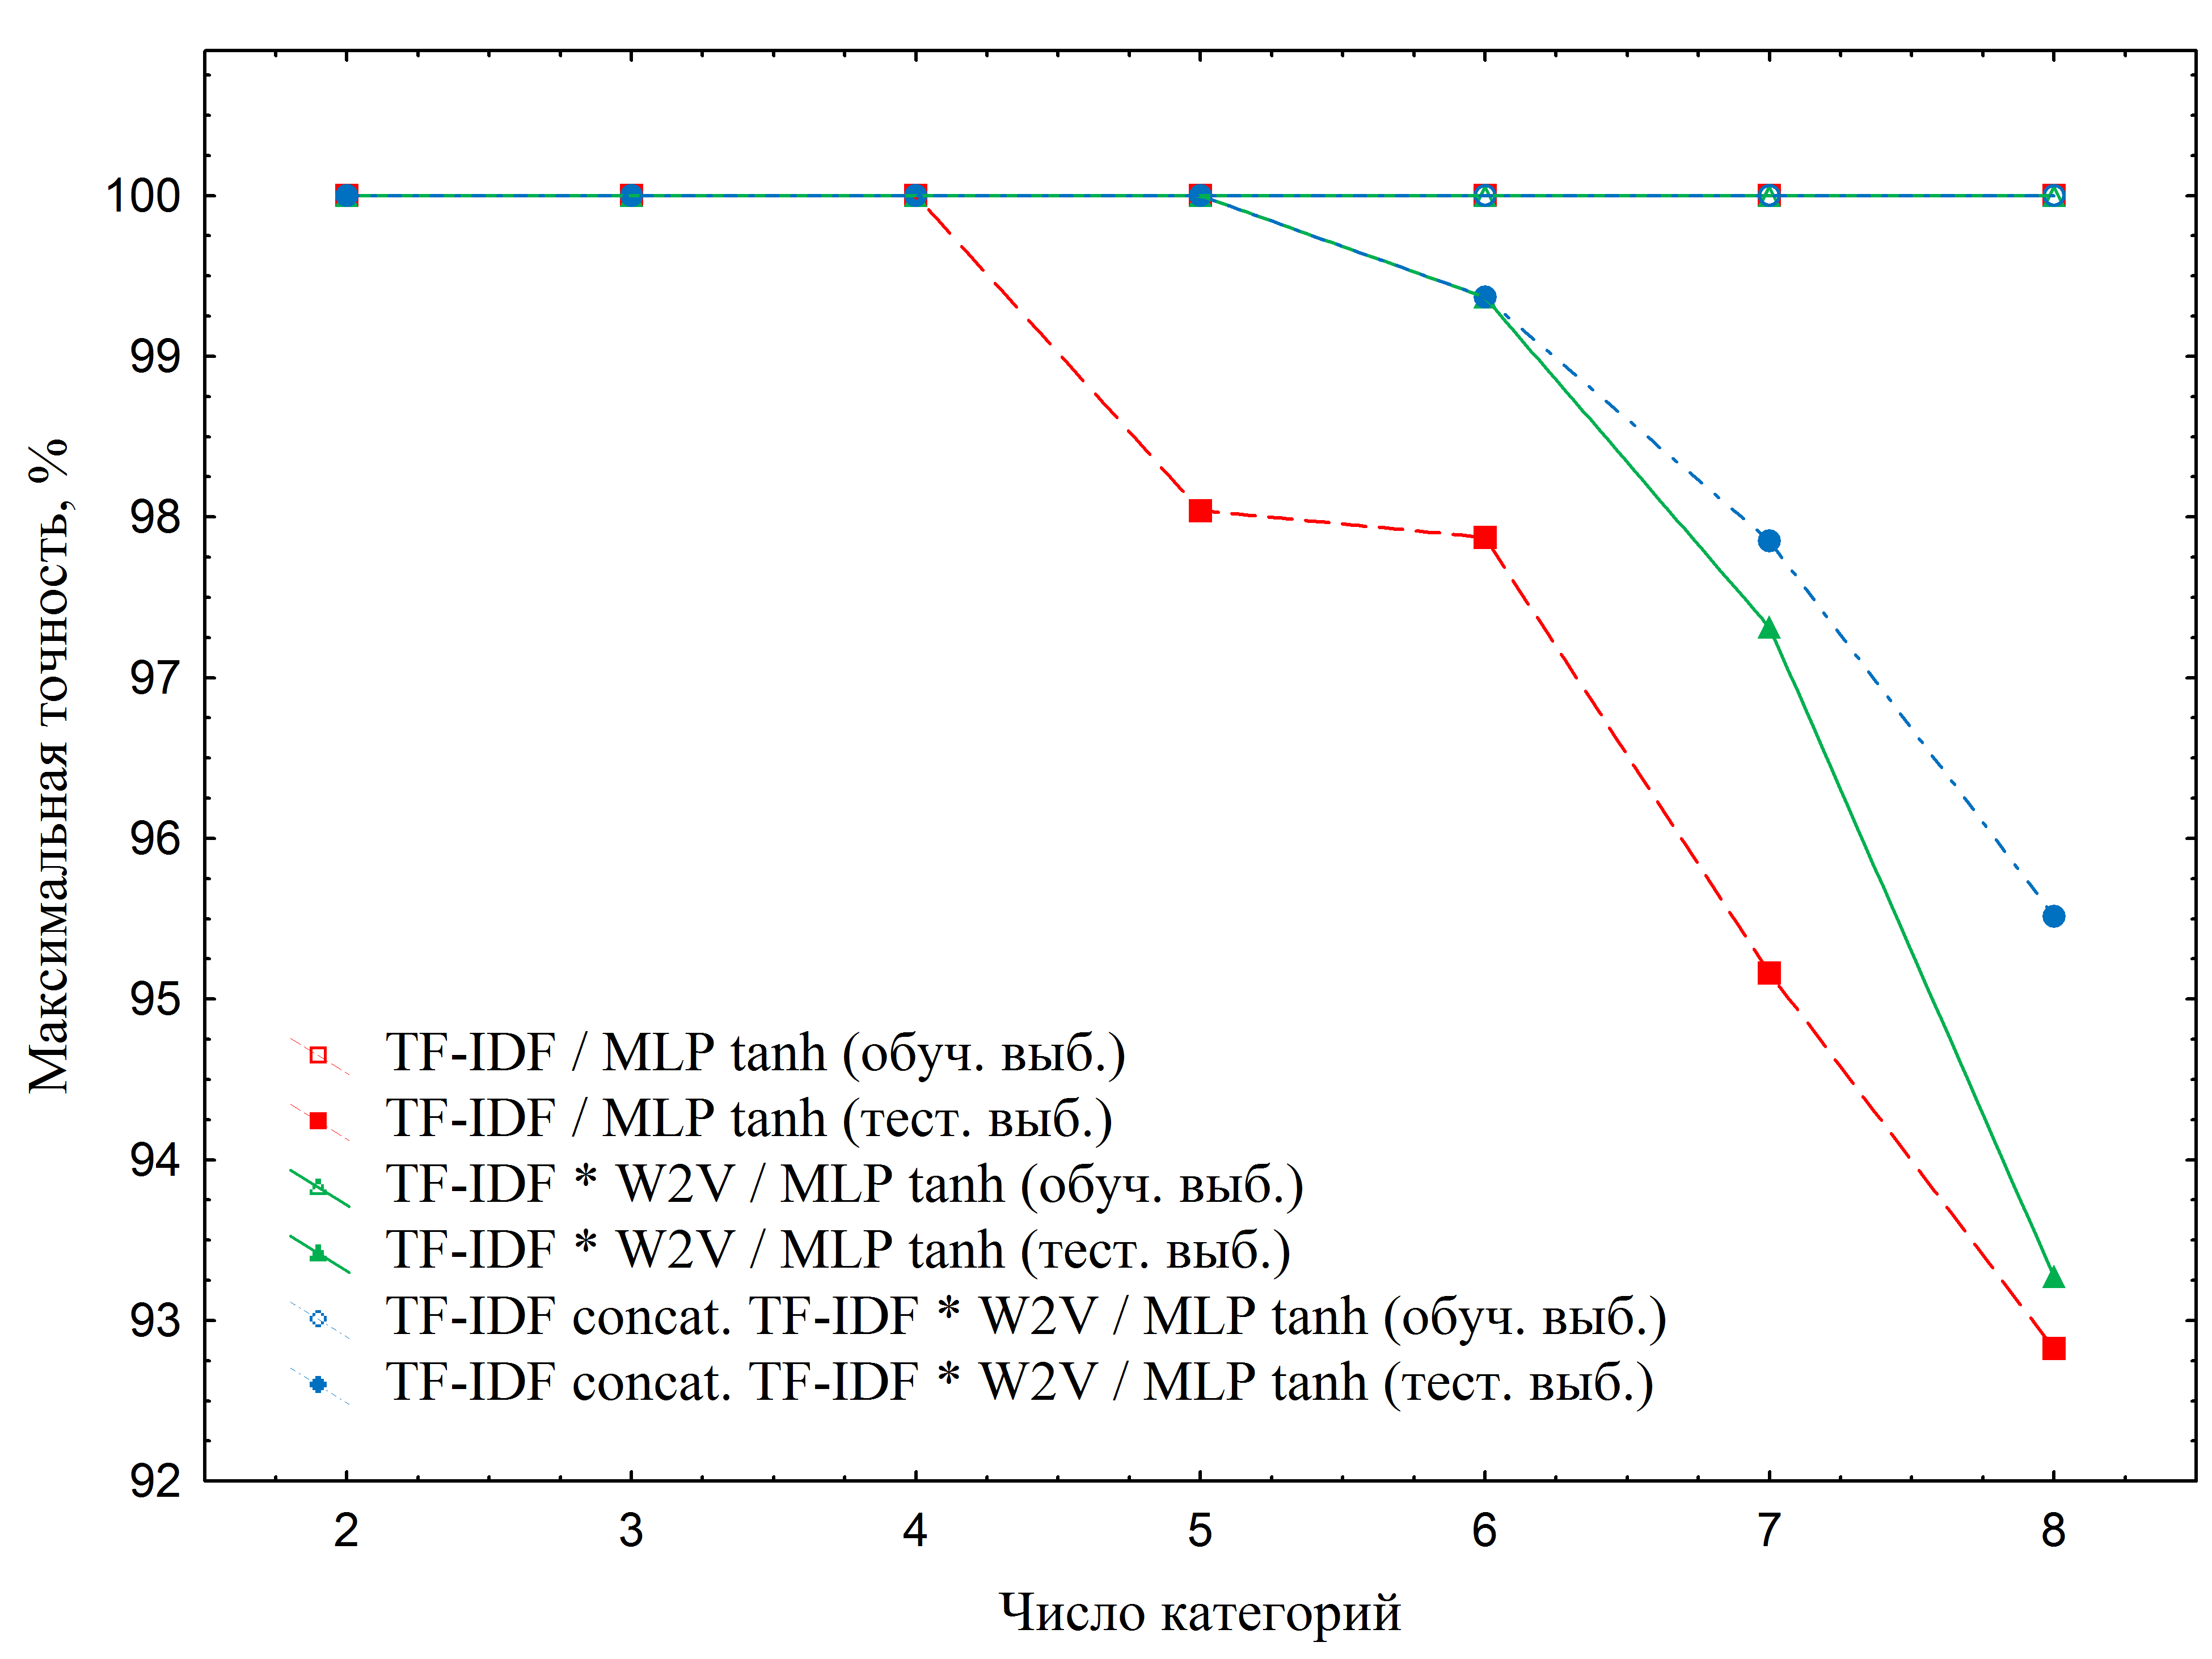 Максимальная точность, %
100
99
98
97
96
95
94
93
92
TF-IDF / MLP tanh (обуч. выб.)
TF-IDF / MLP tanh (тест. выб.)
TF-IDF * W2V / MLP tanh (обуч. выб.)
TF-IDF * W2V / MLP tanh (тест. выб.)
TF-IDF concat. TF-IDF * W2V / MLP tanh (обуч. выб.)
TF-IDF concat. TF-IDF * W2V / MLP tanh (тест. выб.)
2 3 4 5 6 7 8
Число категорий